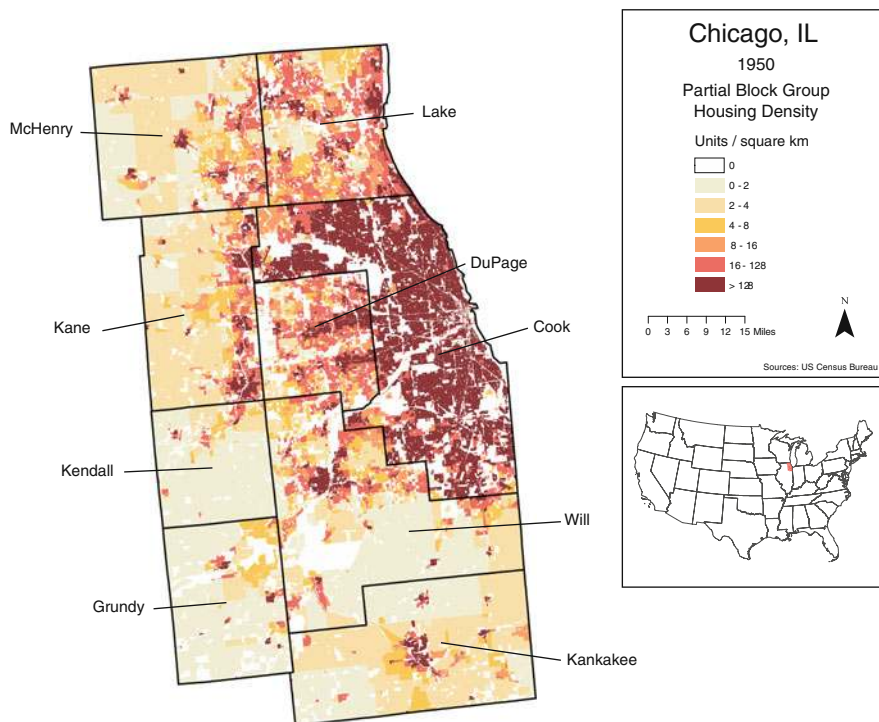 Chicago, IL
1950
Partial Block Group
Housing Density
Units / square km
0
0 - 2
2 - 4
4 - 8
8 - 16
16 - 128
> 128
0 3 6 9 12 15 Miles
N
Sources: US Census Bureau
McHenry
Lake
DuPage
Kane
Cook
Kendall
Will
Grundy
Kankakee